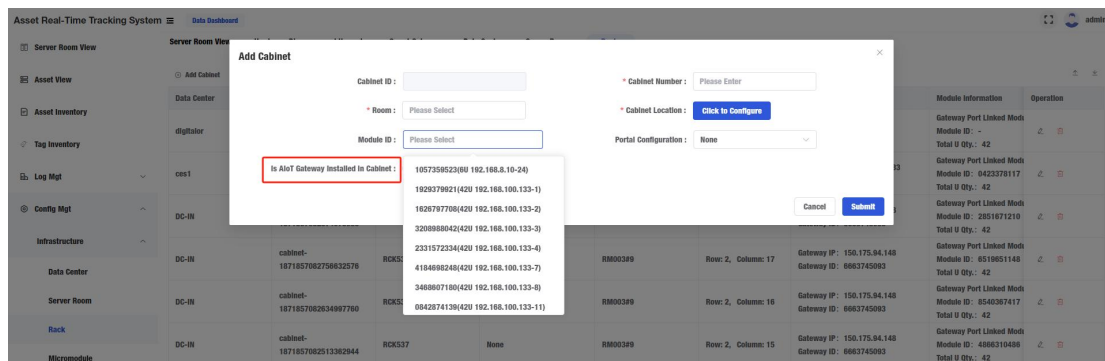 Asset Real-Time Tracking System
Data Dashboard
admin
Server Room View
Asset View
Asset Inventory
Tag Inventory
Log Mgt
Config Mgt
Infrastructure
Data Center
Server Room
Rack
Micromodule
Server Room View
Add Cabinet
Data Center
Module Information
Operation
Add Cabinet
Cabinet ID :
* Cabinet Number : Please Enter
* Room : Please Select
* Cabinet Location : Click to Configure
Module ID : Please Select
Portal Configuration : None
Is AIoT Gateway Installed in Cabinet :
1057359523(6U 192.168.8.10-24)
1929379921(42U 192.168.100.133-1)
1626797708(42U 192.168.100.133-2)
3208988042(42U 192.168.100.133-3)
2331572334(42U 192.168.100.133-4)
4184698248(42U 192.168.100.133-7)
3468607180(42U 192.168.100.133-8)
0842874139(42U 192.168.100.133-11)
Cancel
Submit
digitalor
Gateway Port Linked Modu
Module ID: -
Total U Qty.: 42
ces1
Gateway Port Linked Modu
Module ID: 0423378117
Total U Qty.: 42
DC-IN
Gateway Port Linked Modu
Module ID: 2851671210
Total U Qty.: 42
DC-IN
cabinet-
1871857082756632576
RM003#9
Row: 2, Column: 17
Gateway IP: 150.175.94.148
Gateway ID: 6663745093
Gateway Port Linked Modu
Module ID: 6519651148
Total U Qty.: 42
DC-IN
cabinet-
1871857082634997760
RM003#9
Row: 2, Column: 16
Gateway IP: 150.175.94.148
Gateway ID: 6663745093
Gateway Port Linked Modu
Module ID: 8540367417
Total U Qty.: 42
DC-IN
cabinet-
1871857082513362944
RCK537
None
RM003#9
Row: 2, Column: 15
Gateway IP: 150.175.94.148
Gateway ID: 6663745093
Gateway Port Linked Modu
Module ID: 4866310486
Total U Qty.: 42